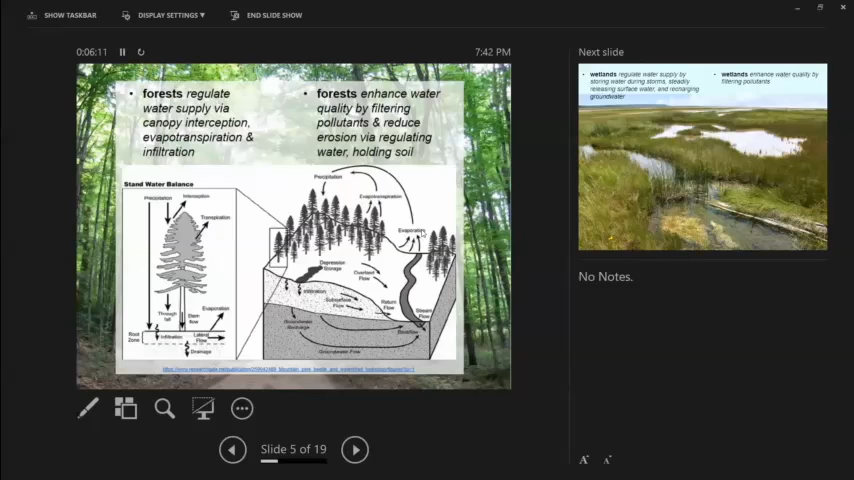 SHOW TASKBAR
DISPLAY SETTINGS ▾
END SLIDE SHOW
0:06:11
7:42 PM
• forests regulate
water supply via
canopy interception,
evapotranspiration &
infiltration
• forests enhance water
quality by filtering
pollutants & reduce
erosion via regulating
water, holding soil
Stand Water Balance
Precipitation
Interception
Transpiration
Through
fall
Stem
flow
Evaporation
Root
Zone
Infiltration
Lateral
Flow
Drainage
Precipitation
Evapotranspiration
Evaporation
Depression
Storage
Infiltration
Overland
Flow
Subsurface
Flow
Return
Flow
Stream
Flow
Groundwater
Recharge
Baseflow
Groundwater Flow
Slide 5 of 19
Next slide
• wetlands regulate water supply by
storing water during storms, steadily
releasing surface water, and recharging
groundwater
• wetlands enhance water quality by
filtering pollutants
No Notes.
A
A